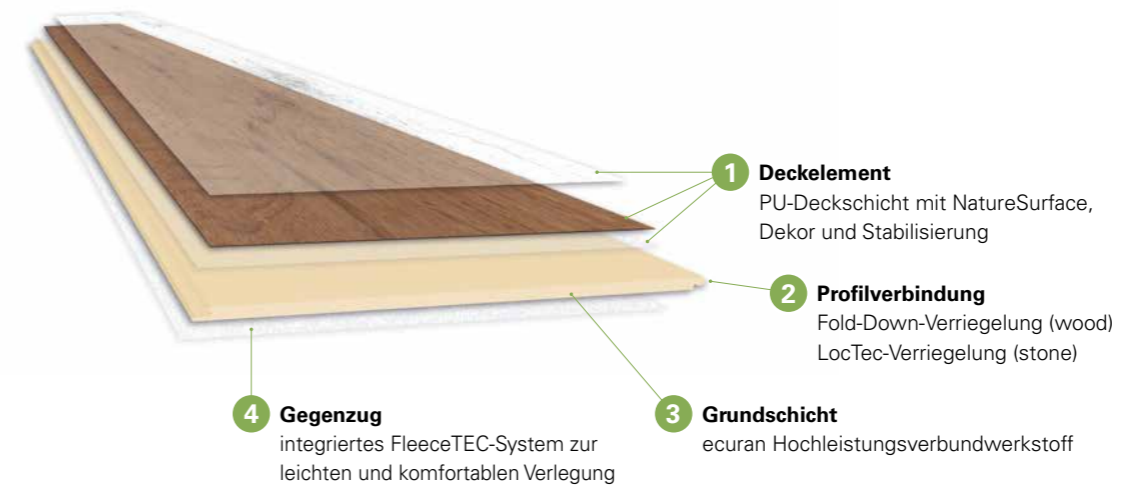 1 Deckelement
PU-Deckschicht mit NatureSurface,
Dekor und Stabilisierung
2 Profilverbindung
Fold-Down-Verriegelung (wood)
LocTec-Verriegelung (stone)
4 Gegenzug
integriertes FleeceTEC-System zur
leichten und komfortablen Verlegung
3 Grundschicht
ecuran Hochleistungsverbundwerkstoff